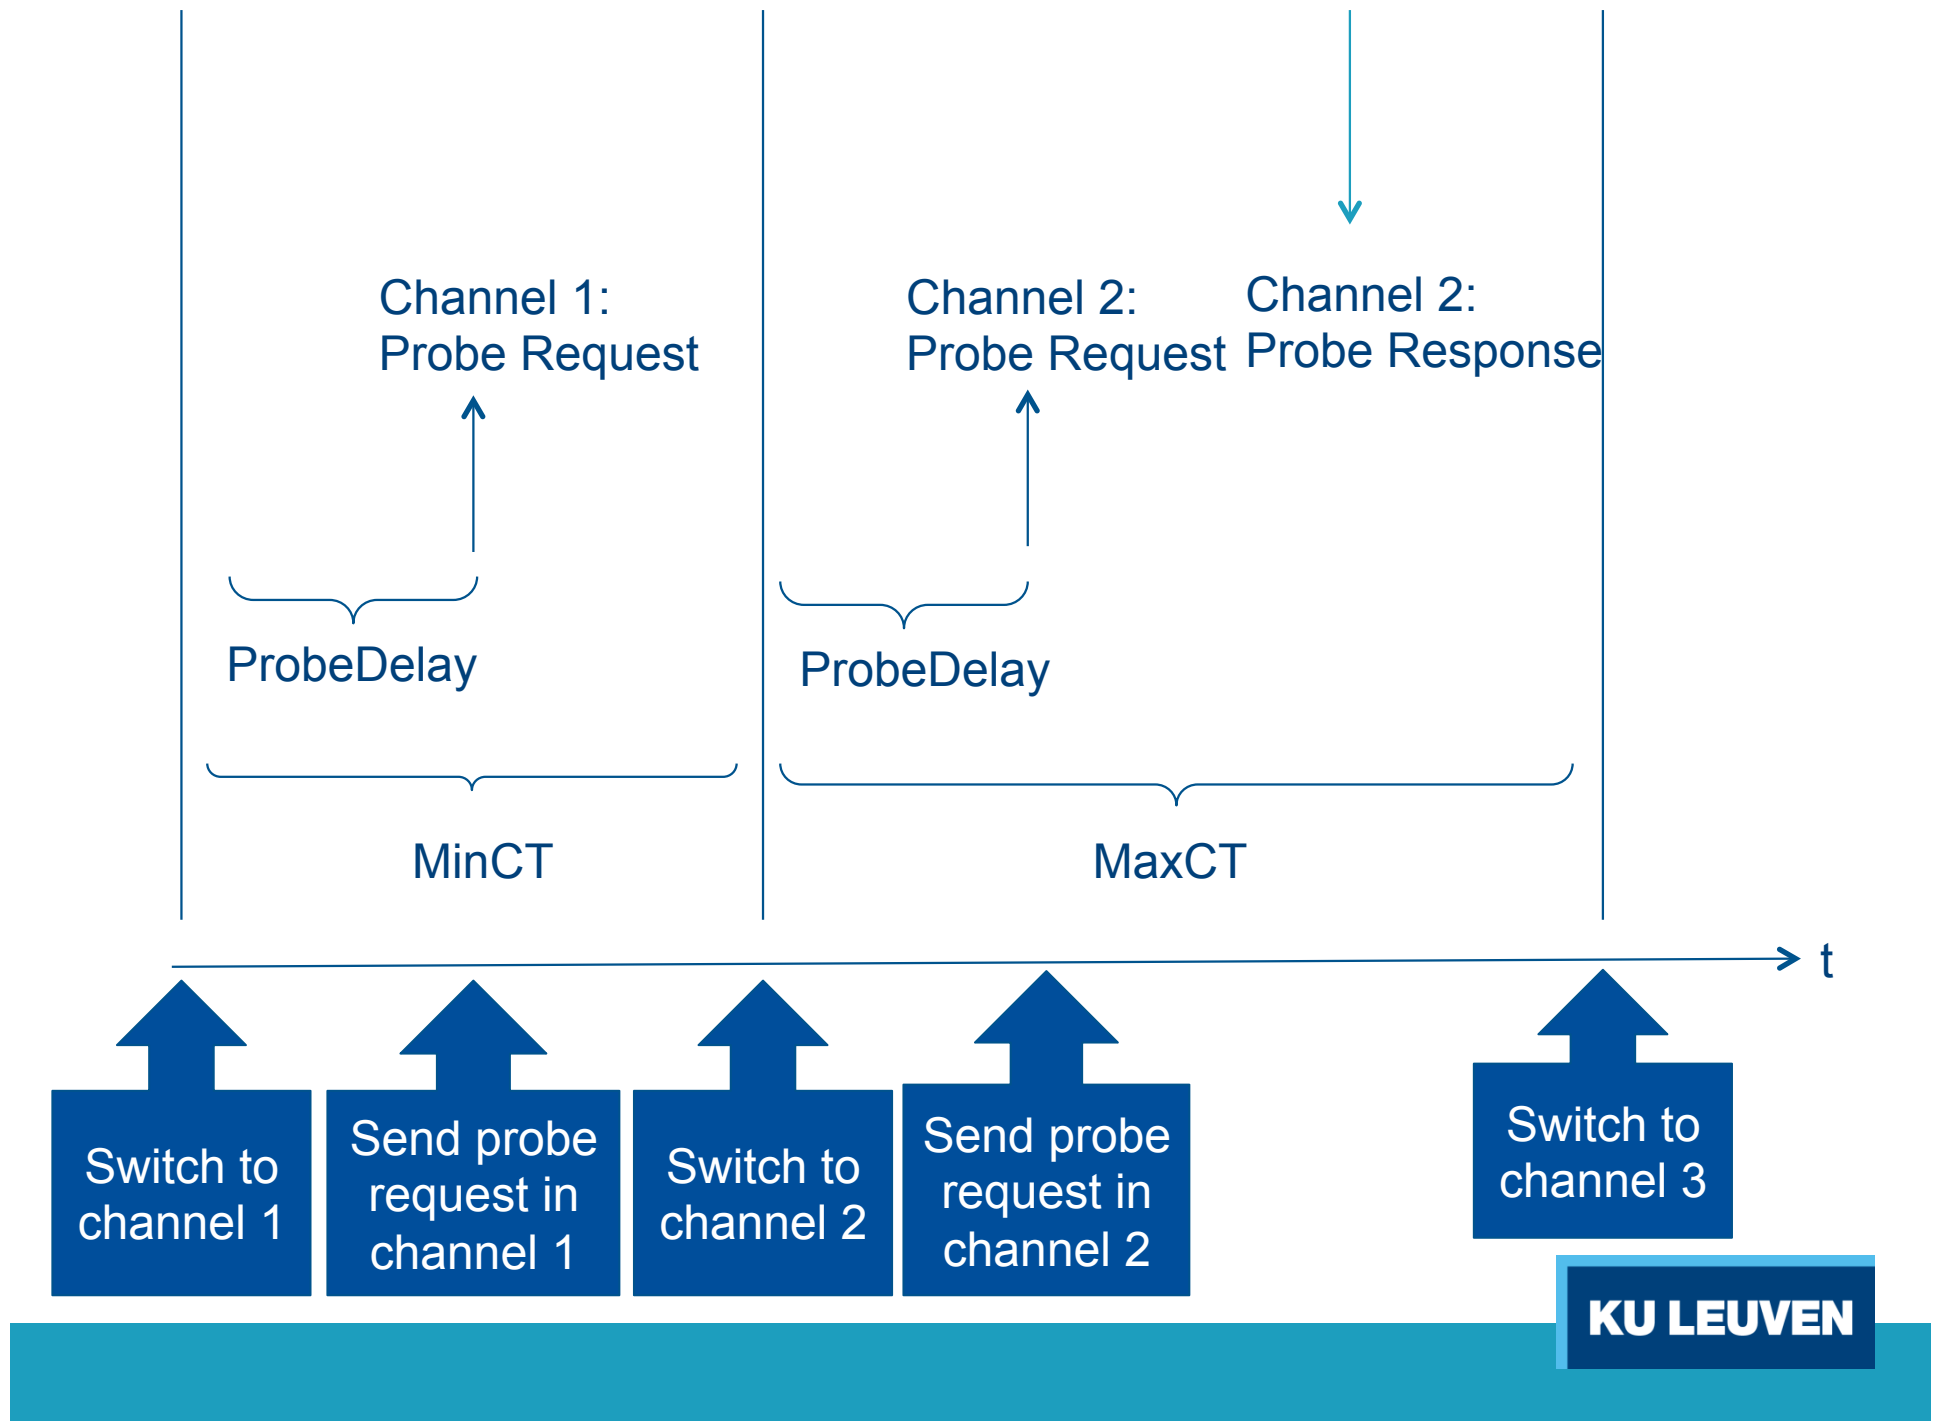 Channel 1:
Probe Request
Channel 2:
Probe Request
Channel 2:
Probe Response
ProbeDelay
ProbeDelay
MinCT
MaxCT
t
Switch to
channel 1
Send probe
request in
channel 1
Switch to
channel 2
Send probe
request in
channel 2
Switch to
channel 3
KU LEUVEN